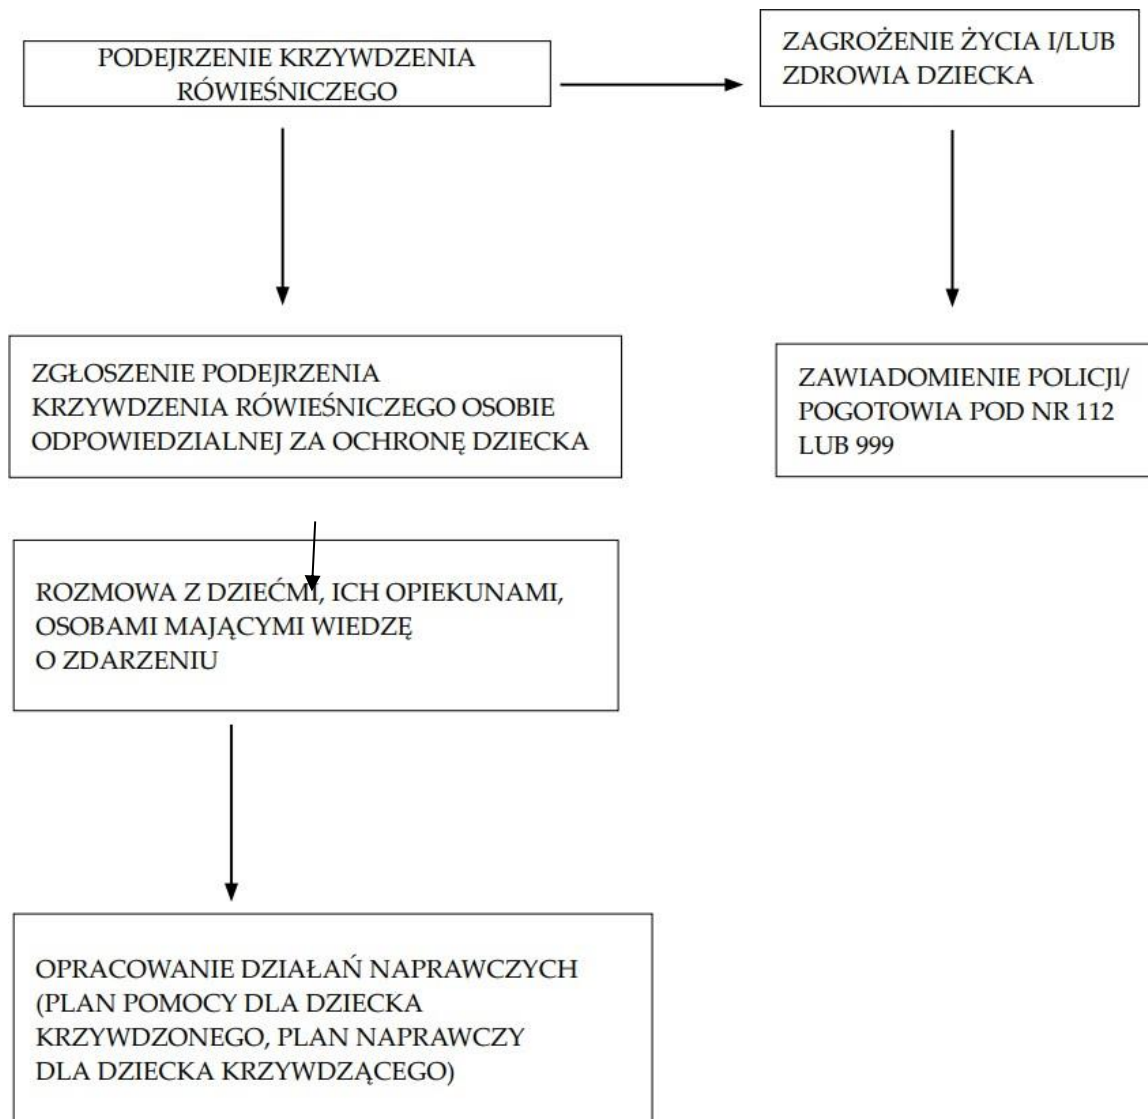 PODEJRZENIE KRZYWDZENIA
RÓWIEŚNICZEGO
ZAGROŻENIE ŻYCIA I/LUB
ZDROWIA DZIECKA
ZGŁOSZENIE PODEJRZENIA
KRZYWDZENIA RÓWIEŚNICZEGO OSOBIE
ODPOWIEDZIALNEJ ZA OCHRONĘ DZIECKA
ZAWIADOMIENIE POLICJI/
POGOTOWIA POD NR 112
LUB 999
ROZMOWA Z DZIEĆMI, ICH OPIEKUNAMI,
OSOBAMI MAJĄCYMI WIEDZĘ
O ZDARZENIU
OPRACOWANIE DZIAŁAŃ NAPRAWCZYCH
(PLAN POMOCY DLA DZIECKA
KRZYWDZONEGO, PLAN NAPRAWCZY
DLA DZIECKA KRZYWDZĄCEGO)